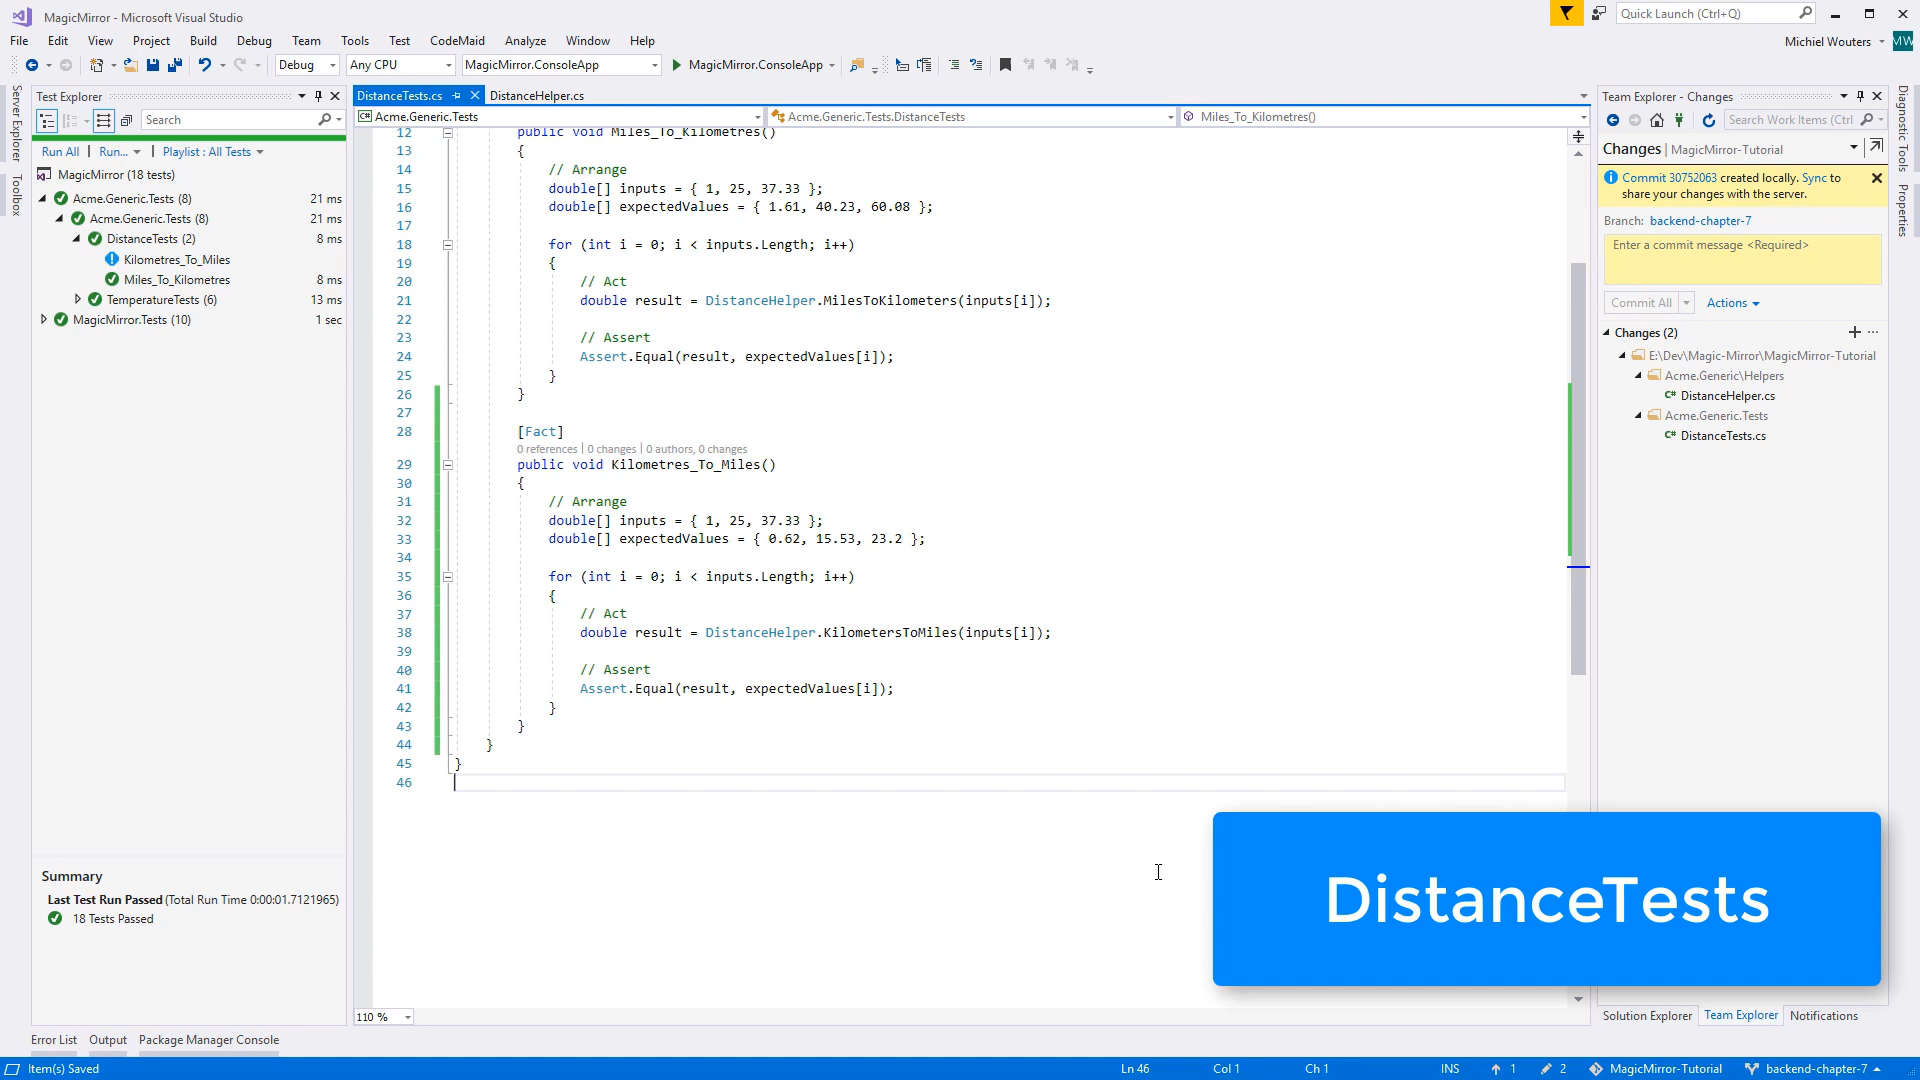 MagicMirror - Microsoft Visual Studio
Quick Launch (Ctrl+Q)
File Edit View Project Build Debug Team Tools Test CodeMaid Analyze Window Help
Michiel Wouters MW
Debug Any CPU MagicMirror.ConsoleApp MagicMirror.ConsoleApp
Server Explorer
Toolbox
Test Explorer
Search
Run All | Run... | Playlist : All Tests
MagicMirror (18 tests)
Acme.Generic.Tests (8) 21 ms
Acme.Generic.Tests (8) 21 ms
DistanceTests (2) 8 ms
Kilometres_To_Miles
Miles_To_Kilometres 8 ms
TemperatureTests (6) 13 ms
MagicMirror.Tests (10) 1 sec
Summary
Last Test Run Passed (Total Run Time 0:00:01.7121965)
18 Tests Passed
DistanceTests.cs DistanceHelper.cs
Acme.Generic.Tests Acme.Generic.Tests.DistanceTests Miles_To_Kilometres()
12 public void Miles_To_Kilometres()
13 {
14 // Arrange
15 double[] inputs = { 1, 25, 37.33 };
16 double[] expectedValues = { 1.61, 40.23, 60.08 };
17
18 for (int i = 0; i < inputs.Length; i++)
19 {
20 // Act
21 double result = DistanceHelper.MilesToKilometers(inputs[i]);
22
23 // Assert
24 Assert.Equal(result, expectedValues[i]);
25 }
26 }
27
28 [Fact]
0 references | 0 changes | 0 authors, 0 changes
29 public void Kilometres_To_Miles()
30 {
31 // Arrange
32 double[] inputs = { 1, 25, 37.33 };
33 double[] expectedValues = { 0.62, 15.53, 23.2 };
34
35 for (int i = 0; i < inputs.Length; i++)
36 {
37 // Act
38 double result = DistanceHelper.KilometersToMiles(inputs[i]);
39
40 // Assert
41 Assert.Equal(result, expectedValues[i]);
42 }
43 }
44 }
45 }
46
110 %
Team Explorer - Changes
Search Work Items (Ctrl
Changes | MagicMirror-Tutorial
Commit 30752063 created locally. Sync to
share your changes with the server.
Branch: backend-chapter-7
Enter a commit message <Required>
Commit All Actions
Changes (2)
E:\Dev\Magic-Mirror\MagicMirror-Tutorial
Acme.Generic\Helpers
C# DistanceHelper.cs
Acme.Generic.Tests
C# DistanceTests.cs
Diagnostic Tools
Properties
DistanceTests
Solution Explorer Team Explorer Notifications
Error List Output Package Manager Console
Item(s) Saved Ln 46 Col 1 Ch 1 INS 1 2 MagicMirror-Tutorial backend-chapter-7